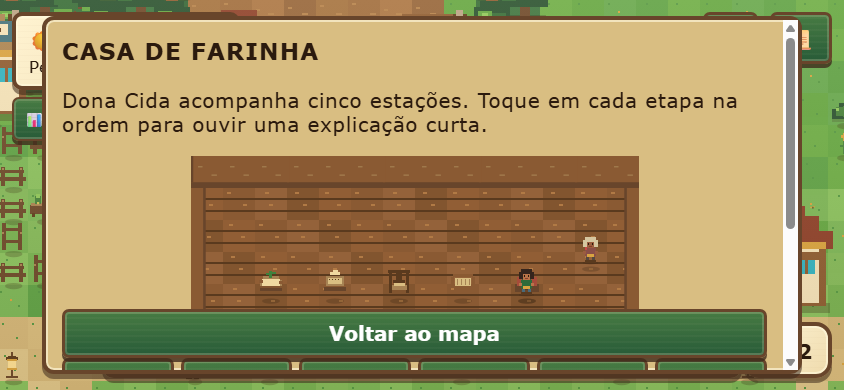 CASA DE FARINHA
Dona Cida acompanha cinco estações. Toque em cada etapa na
ordem para ouvir uma explicação curta.
Voltar ao mapa
2